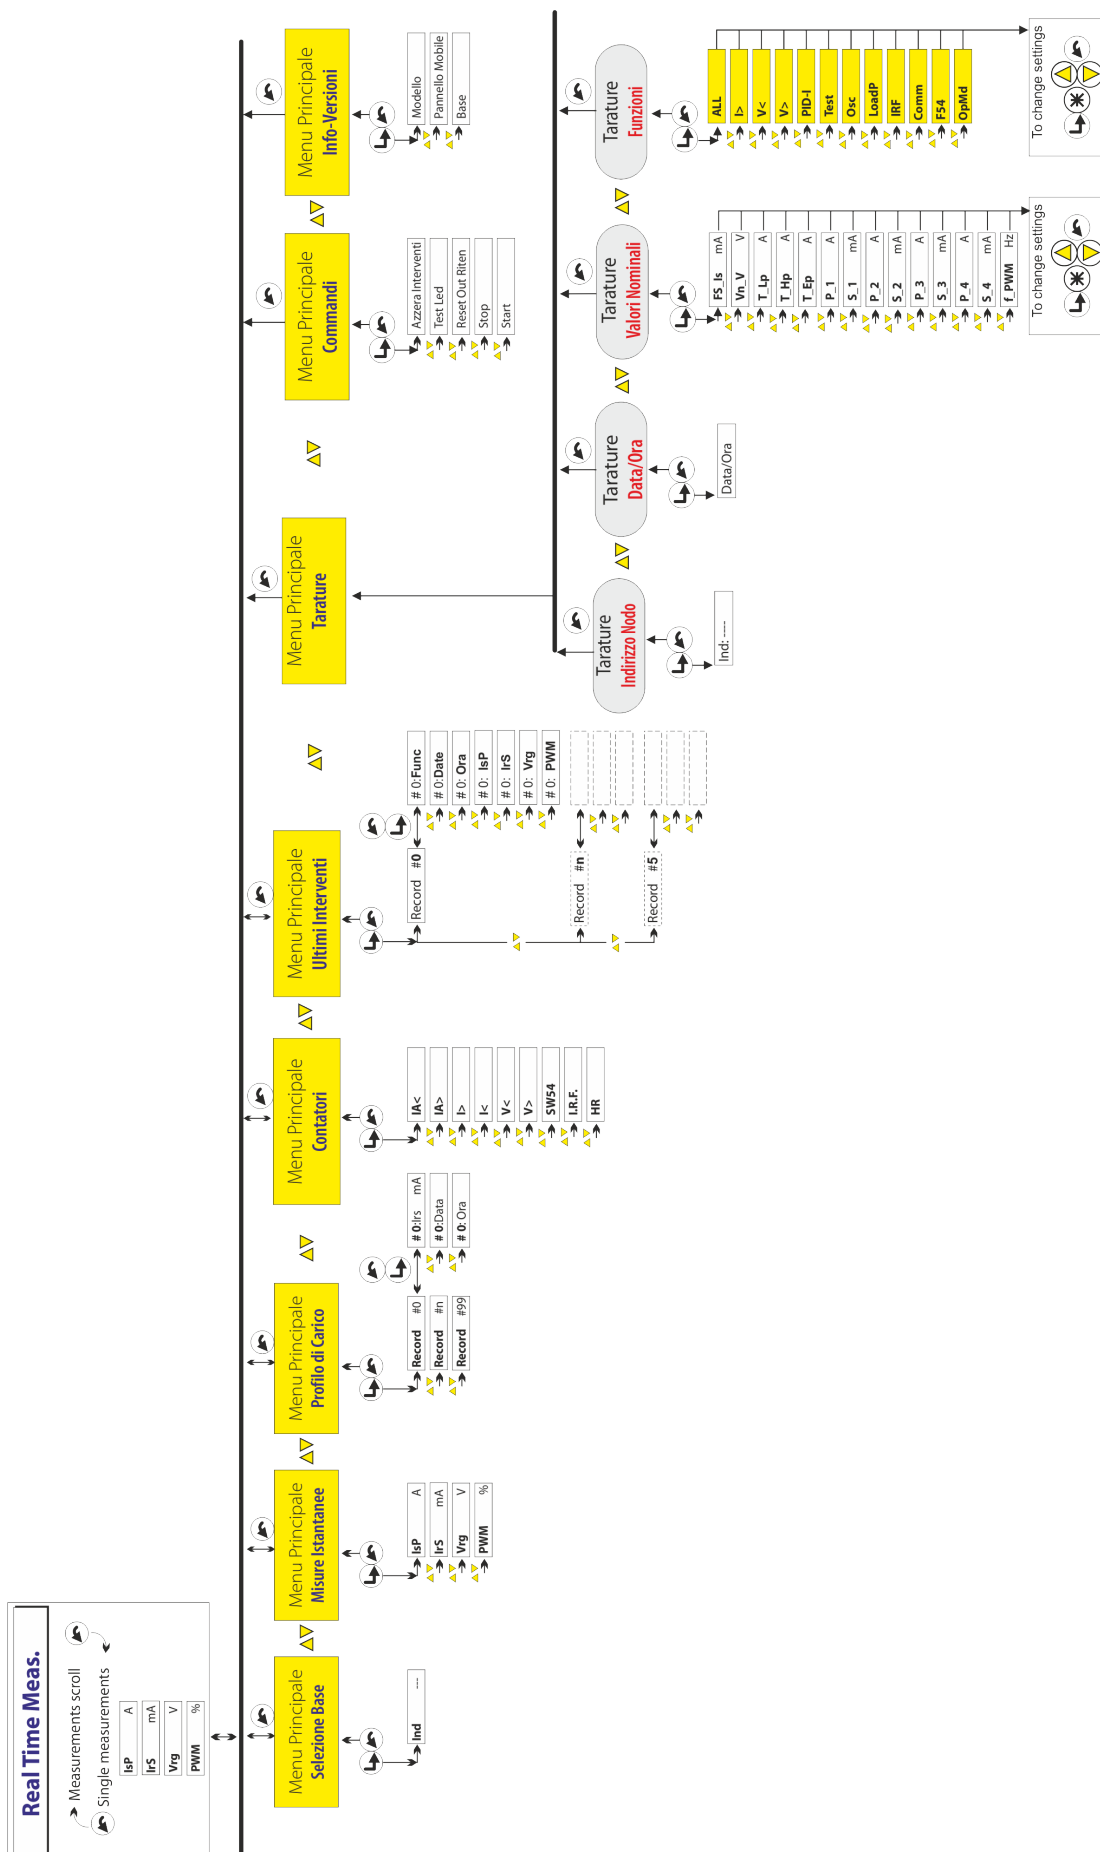 Real Time Meas.
Measurements scroll
Single measurements
IsP A
IrS mA
Vrg V
PWM %
Menu Principale
Selezione Base
Ind ---
Menu Principale
Misure Istantanee
IsP A
IrS mA
Vrg V
PWM %
Menu Principale
Profilo di Carico
Record #0
Record #n
Record #99
# 0:Irs mA
# 0:Data
# 0: Ora
Menu Principale
Contatori
IA<
IA>
I>
I<
V<
V>
SW54
I.R.F.
HR
Menu Principale
Ultimi Interventi
Record #0
Record #n
Record #5
# 0:Func
# 0:Date
# 0: Ora
# 0: IsP
# 0: IrS
# 0: Vrg
# 0: PWM
Menu Principale
Tarature
Menu Principale
Commandi
Azzera Interventi
Test Led
Reset Out Riten
Stop
Start
Menu Principale
Info-Versioni
Modello
Pannello Mobile
Base
Tarature
Indirizzo Nodo
Ind: ----
Tarature
Data/Ora
Data/Ora
Tarature
Valori Nominali
FS_Is mA
Vn_V V
T_Lp A
T_Hp A
T_Ep A
P_1 A
S_1 mA
P_2 A
S_2 mA
P_3 A
S_3 mA
P_4 A
S_4 mA
f_PWM Hz
To change settings
Tarature
Funzioni
ALL
I>
V<
V>
PID-I
Test
Osc
LoadP
IRF
Comm
F54
OpMd
To change settings